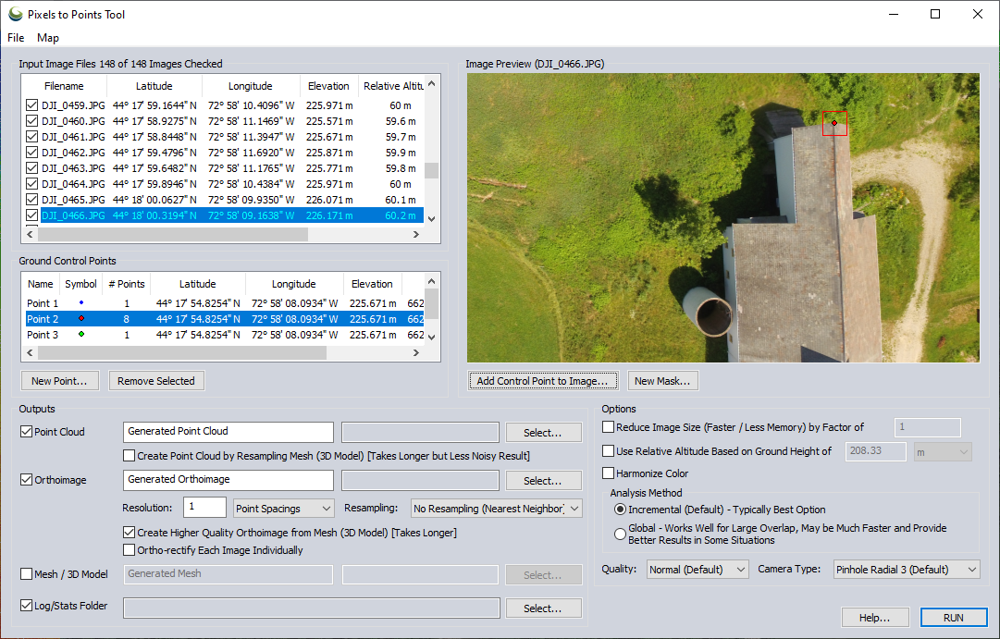 Pixels to Points Tool
File Map
Input Image Files 148 of 148 Images Checked
Filename Latitude Longitude Elevation Relative Altitu
DJI_0459.JPG 44° 17' 59.1644" N 72° 58' 10.4096" W 225.971 m 60 m
DJI_0460.JPG 44° 17' 58.9275" N 72° 58' 11.1469" W 225.571 m 59.6 m
DJI_0461.JPG 44° 17' 58.8448" N 72° 58' 11.3947" W 225.671 m 59.7 m
DJI_0462.JPG 44° 17' 59.4796" N 72° 58' 11.6920" W 225.871 m 59.9 m
DJI_0463.JPG 44° 17' 59.6482" N 72° 58' 11.1765" W 225.771 m 59.8 m
DJI_0464.JPG 44° 17' 59.8946" N 72° 58' 10.4384" W 225.971 m 60 m
DJI_0465.JPG 44° 18' 00.0627" N 72° 58' 09.9350" W 226.071 m 60.1 m
DJI_0466.JPG 44° 18' 00.3194" N 72° 58' 09.1638" W 226.171 m 60.2 m
Ground Control Points
Name Symbol # Points Latitude Longitude Elevation
Point 1 1 44° 17' 54.8254" N 72° 58' 08.0934" W 225.671 m 662
Point 2 8 44° 17' 54.8254" N 72° 58' 08.0934" W 225.671 m 662
Point 3 1 44° 17' 54.8254" N 72° 58' 08.0934" W 225.671 m 662
New Point... Remove Selected
Image Preview (DJI_0466.JPG)
Add Control Point to Image... New Mask...
Outputs
Point Cloud Generated Point Cloud Select...
Create Point Cloud by Resampling Mesh (3D Model) [Takes Longer but Less Noisy Result]
Orthoimage Generated Orthoimage Select...
Resolution: 1 Point Spacings Resampling: No Resampling (Nearest Neighbor)
Create Higher Quality Orthoimage from Mesh (3D Model) [Takes Longer]
Ortho-rectify Each Image Individually
Mesh / 3D Model Generated Mesh Select...
Log/Stats Folder Select...
Options
Reduce Image Size (Faster / Less Memory) by Factor of 1
Use Relative Altitude Based on Ground Height of 208.33 m
Harmonize Color
Analysis Method
Incremental (Default) - Typically Best Option
Global - Works Well for Large Overlap, May be Much Faster and Provide
Better Results in Some Situations
Quality: Normal (Default) Camera Type: Pinhole Radial 3 (Default)
Help... RUN